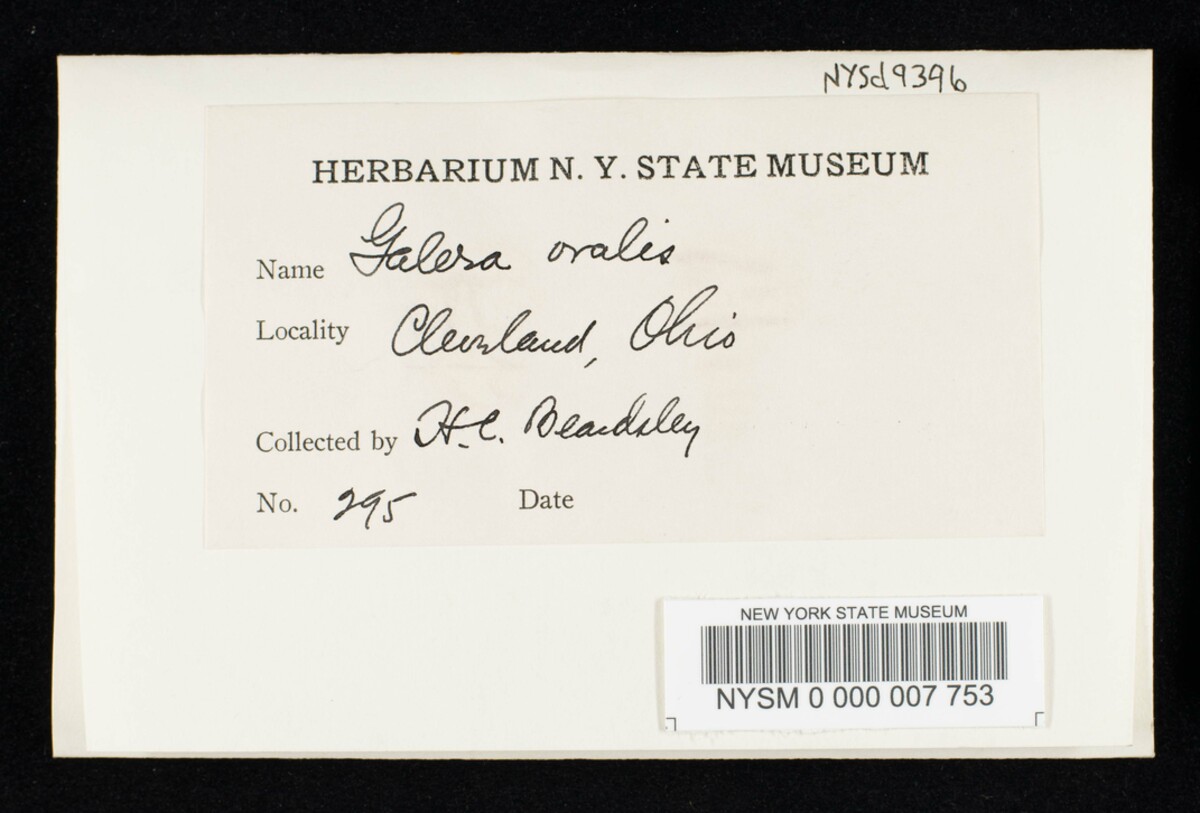 NYSd9396
HERBARIUM N. Y. STATE MUSEUM
Name Galera ovalis
Locality Cleveland, Ohio
Collected by H.C. Beardsley
No. 295 Date
NEW YORK STATE MUSEUM
NYSM 0 000 007 753